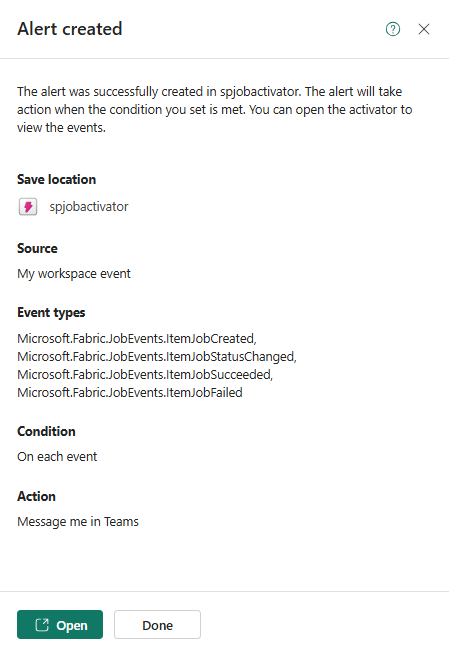 Alert created
The alert was successfully created in spjobactivator. The alert will take
action when the condition you set is met. You can open the activator to
view the events.
Save location
spjobactivator
Source
My workspace event
Event types
Microsoft.Fabric.JobEvents.ItemJobCreated,
Microsoft.Fabric.JobEvents.ItemJobStatusChanged,
Microsoft.Fabric.JobEvents.ItemJobSucceeded,
Microsoft.Fabric.JobEvents.ItemJobFailed
Condition
On each event
Action
Message me in Teams
Open
Done